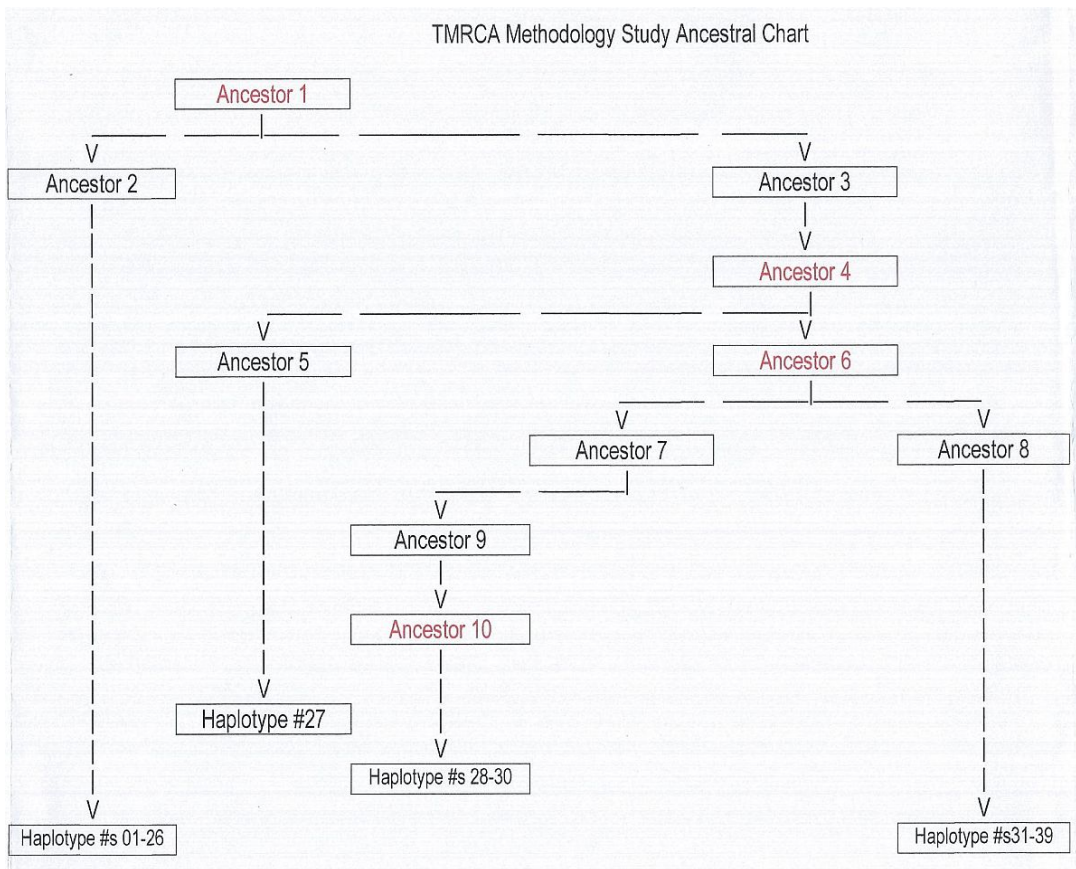 TMRCA Methodology Study Ancestral Chart
Ancestor 1
Ancestor 2
Ancestor 3
Ancestor 4
Ancestor 5
Ancestor 6
Ancestor 7
Ancestor 8
Ancestor 9
Ancestor 10
Haplotype #27
Haplotype #s 28-30
Haplotype #s 01-26
Haplotype #s31-39